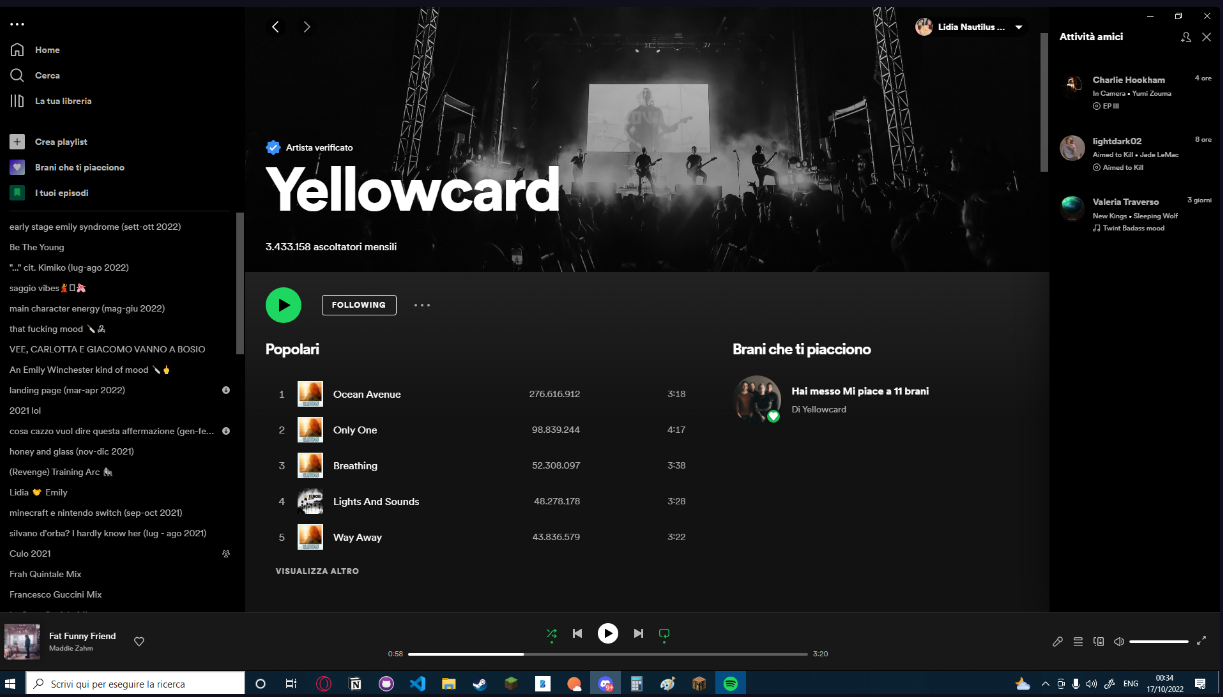 Home
Cerca
La tua libreria
Crea playlist
Brani che ti piacciono
I tuoi episodi
early stage emily syndrome (sett-ott 2022)
Be The Young
"..." cit. Kimiko (lug-ago 2022)
saggio vibes
main character energy (mag-giu 2022)
that fucking mood
VEE, CARLOTTA E GIACOMO VANNO A BOSIO
An Emily Winchester kind of mood
landing page (mar-apr 2022)
2021 lol
cosa cazzo vuol dire questa affermazione (gen-fe...
honey and glass (nov-dic 2021)
(Revenge) Training Arc
Lidia 💛 Emily
minecraft e nintendo switch (sep-oct 2021)
silvano d'orba? I hardly know her (lug - ago 2021)
Culo 2021
Frah Quintale Mix
Francesco Guccini Mix
Lidia Nautilus ...
Artista verificato
Yellowcard
3.433.158 ascoltatori mensili
FOLLOWING
Popolari
1 Ocean Avenue 276.616.912 3:18
2 Only One 98.839.244 4:17
3 Breathing 52.308.097 3:38
4 Lights And Sounds 48.278.178 3:28
5 Way Away 43.836.579 3:22
VISUALIZZA ALTRO
Brani che ti piacciono
Hai messo Mi piace a 11 brani
Di Yellowcard
Attività amici
Charlie Hookham 4 ore
In Camera • Yumi Zouma
EP III
lightdark02 8 ore
Aimed to Kill • Jade LeMac
Aimed to Kill
Valeria Traverso 3 giorni
New Kings • Sleeping Wolf
Twint Badass mood
Fat Funny Friend
Maddie Zahm
0:58
3:20
Scrivi qui per eseguire la ricerca
ENG
00:34
17/10/2022